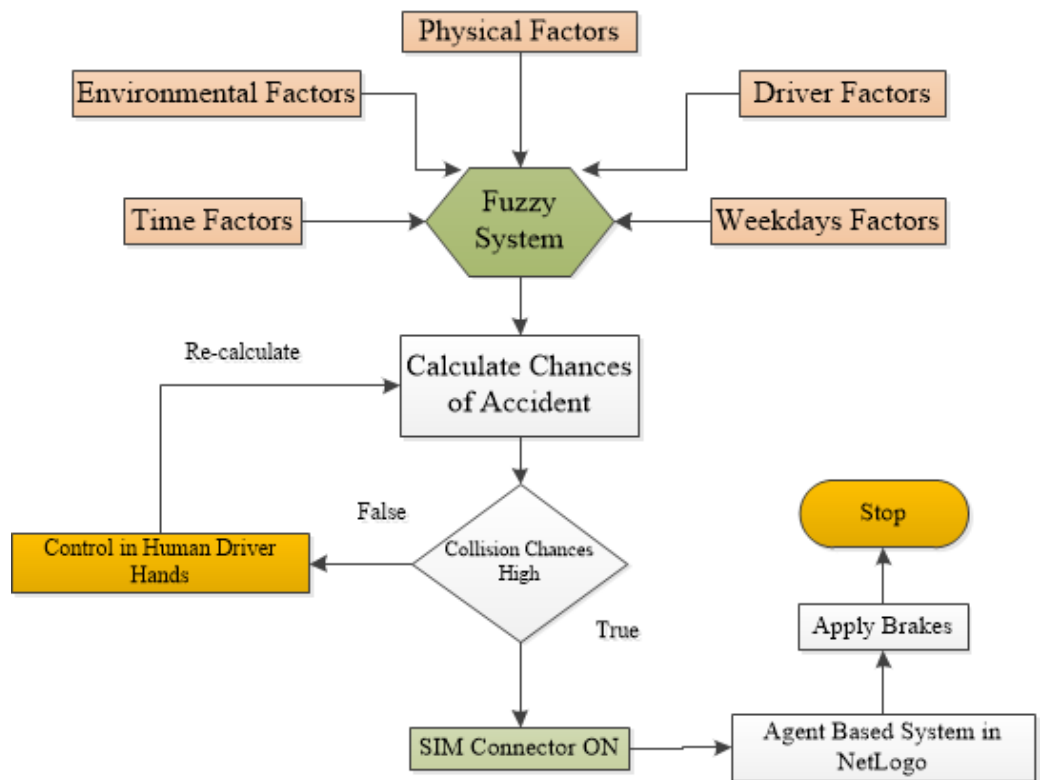 Physical Factors
Environmental Factors
Driver Factors
Fuzzy
System
Time Factors
Weekdays Factors
Re-calculate
Calculate Chances
of Accident
False
Stop
Control in Human Driver
Hands
Collision Chances
High
True
Apply Brakes
SIM Connector ON
Agent Based System in
NetLogo